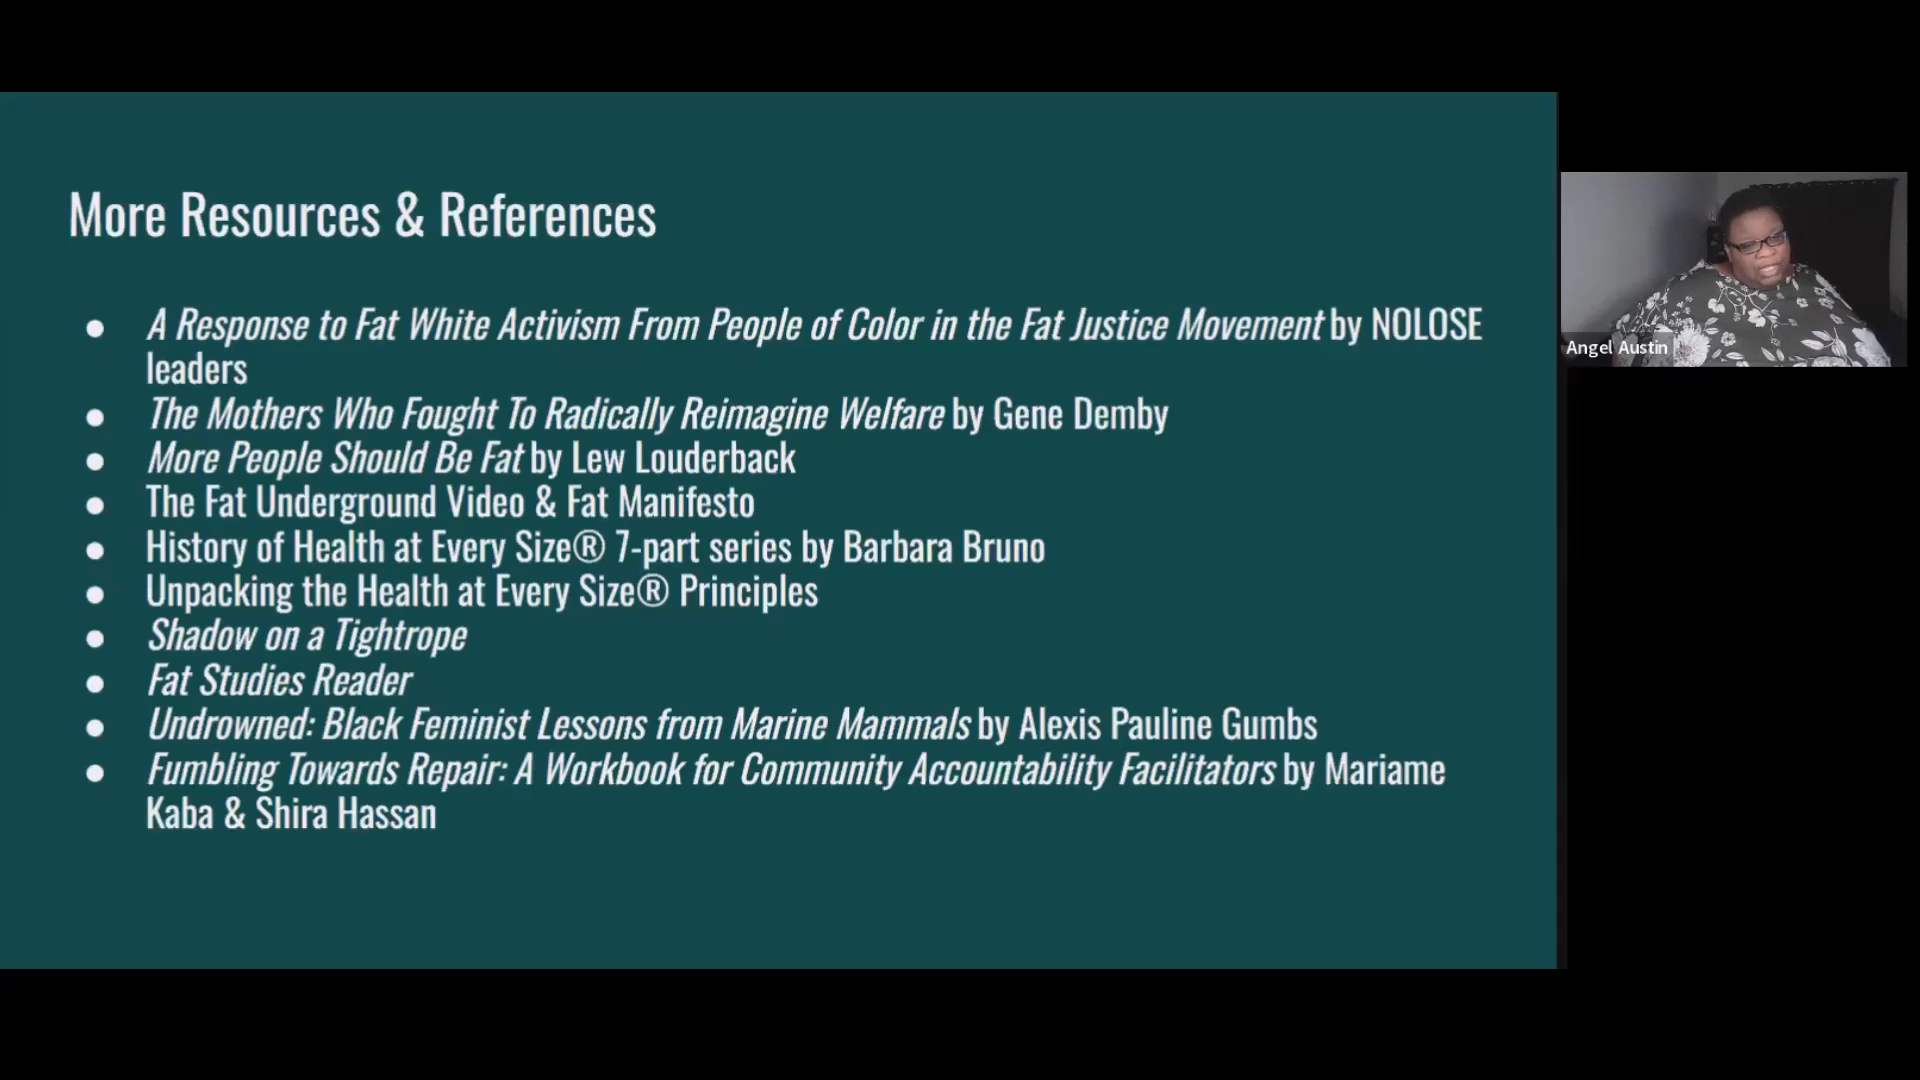 More Resources & References
● A Response to Fat White Activism From People of Color in the Fat Justice Movement by NOLOSE
leaders
● The Mothers Who Fought To Radically Reimagine Welfare by Gene Demby
● More People Should Be Fat by Lew Louderback
● The Fat Underground Video & Fat Manifesto
● History of Health at Every Size® 7-part series by Barbara Bruno
● Unpacking the Health at Every Size® Principles
● Shadow on a Tightrope
● Fat Studies Reader
● Undrowned: Black Feminist Lessons from Marine Mammals by Alexis Pauline Gumbs
● Fumbling Towards Repair: A Workbook for Community Accountability Facilitators by Mariame
Kaba & Shira Hassan
Angel Austin